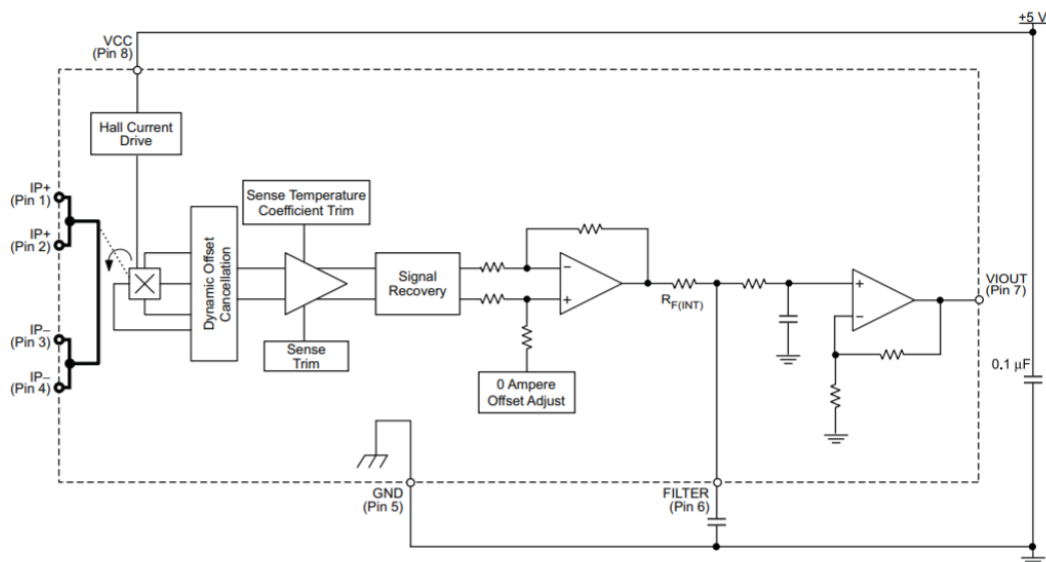 +5 V
VCC
(Pin 8)
Hall Current
Drive
IP+
(Pin 1)
IP+
(Pin 2)
IP−
(Pin 3)
IP−
(Pin 4)
Dynamic Offset
Cancellation
Sense Temperature
Coefficient Trim
Sense
Trim
Signal
Recovery
0 Ampere
Offset Adjust
−
+
RF(INT)
+
−
VIOUT
(Pin 7)
0.1 μF
GND
(Pin 5)
FILTER
(Pin 6)